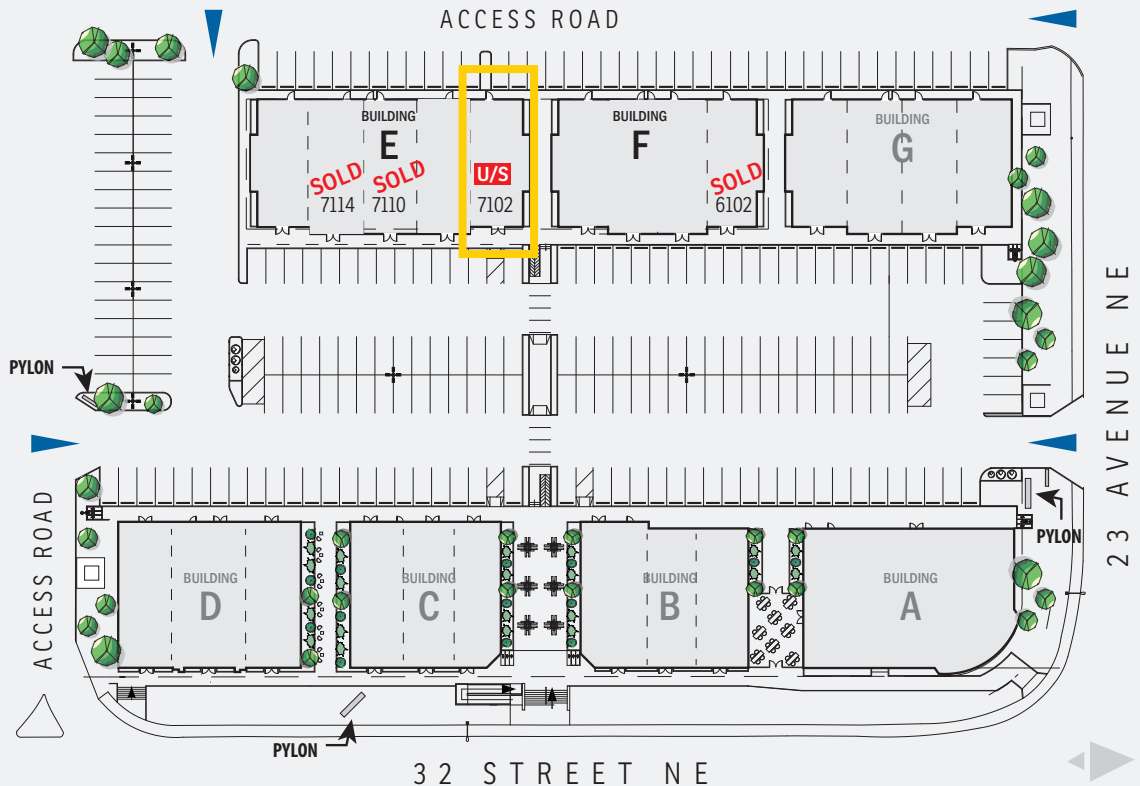 ACCESS ROAD
BUILDING
E
BUILDING
F
BUILDING
G
SOLD
7114
SOLD
7110
U/S
7102
SOLD
6102
PYLON
23 AVENUE NE
ACCESS ROAD
PYLON
BUILDING
D
BUILDING
C
BUILDING
B
BUILDING
A
PYLON
32 STREET NE